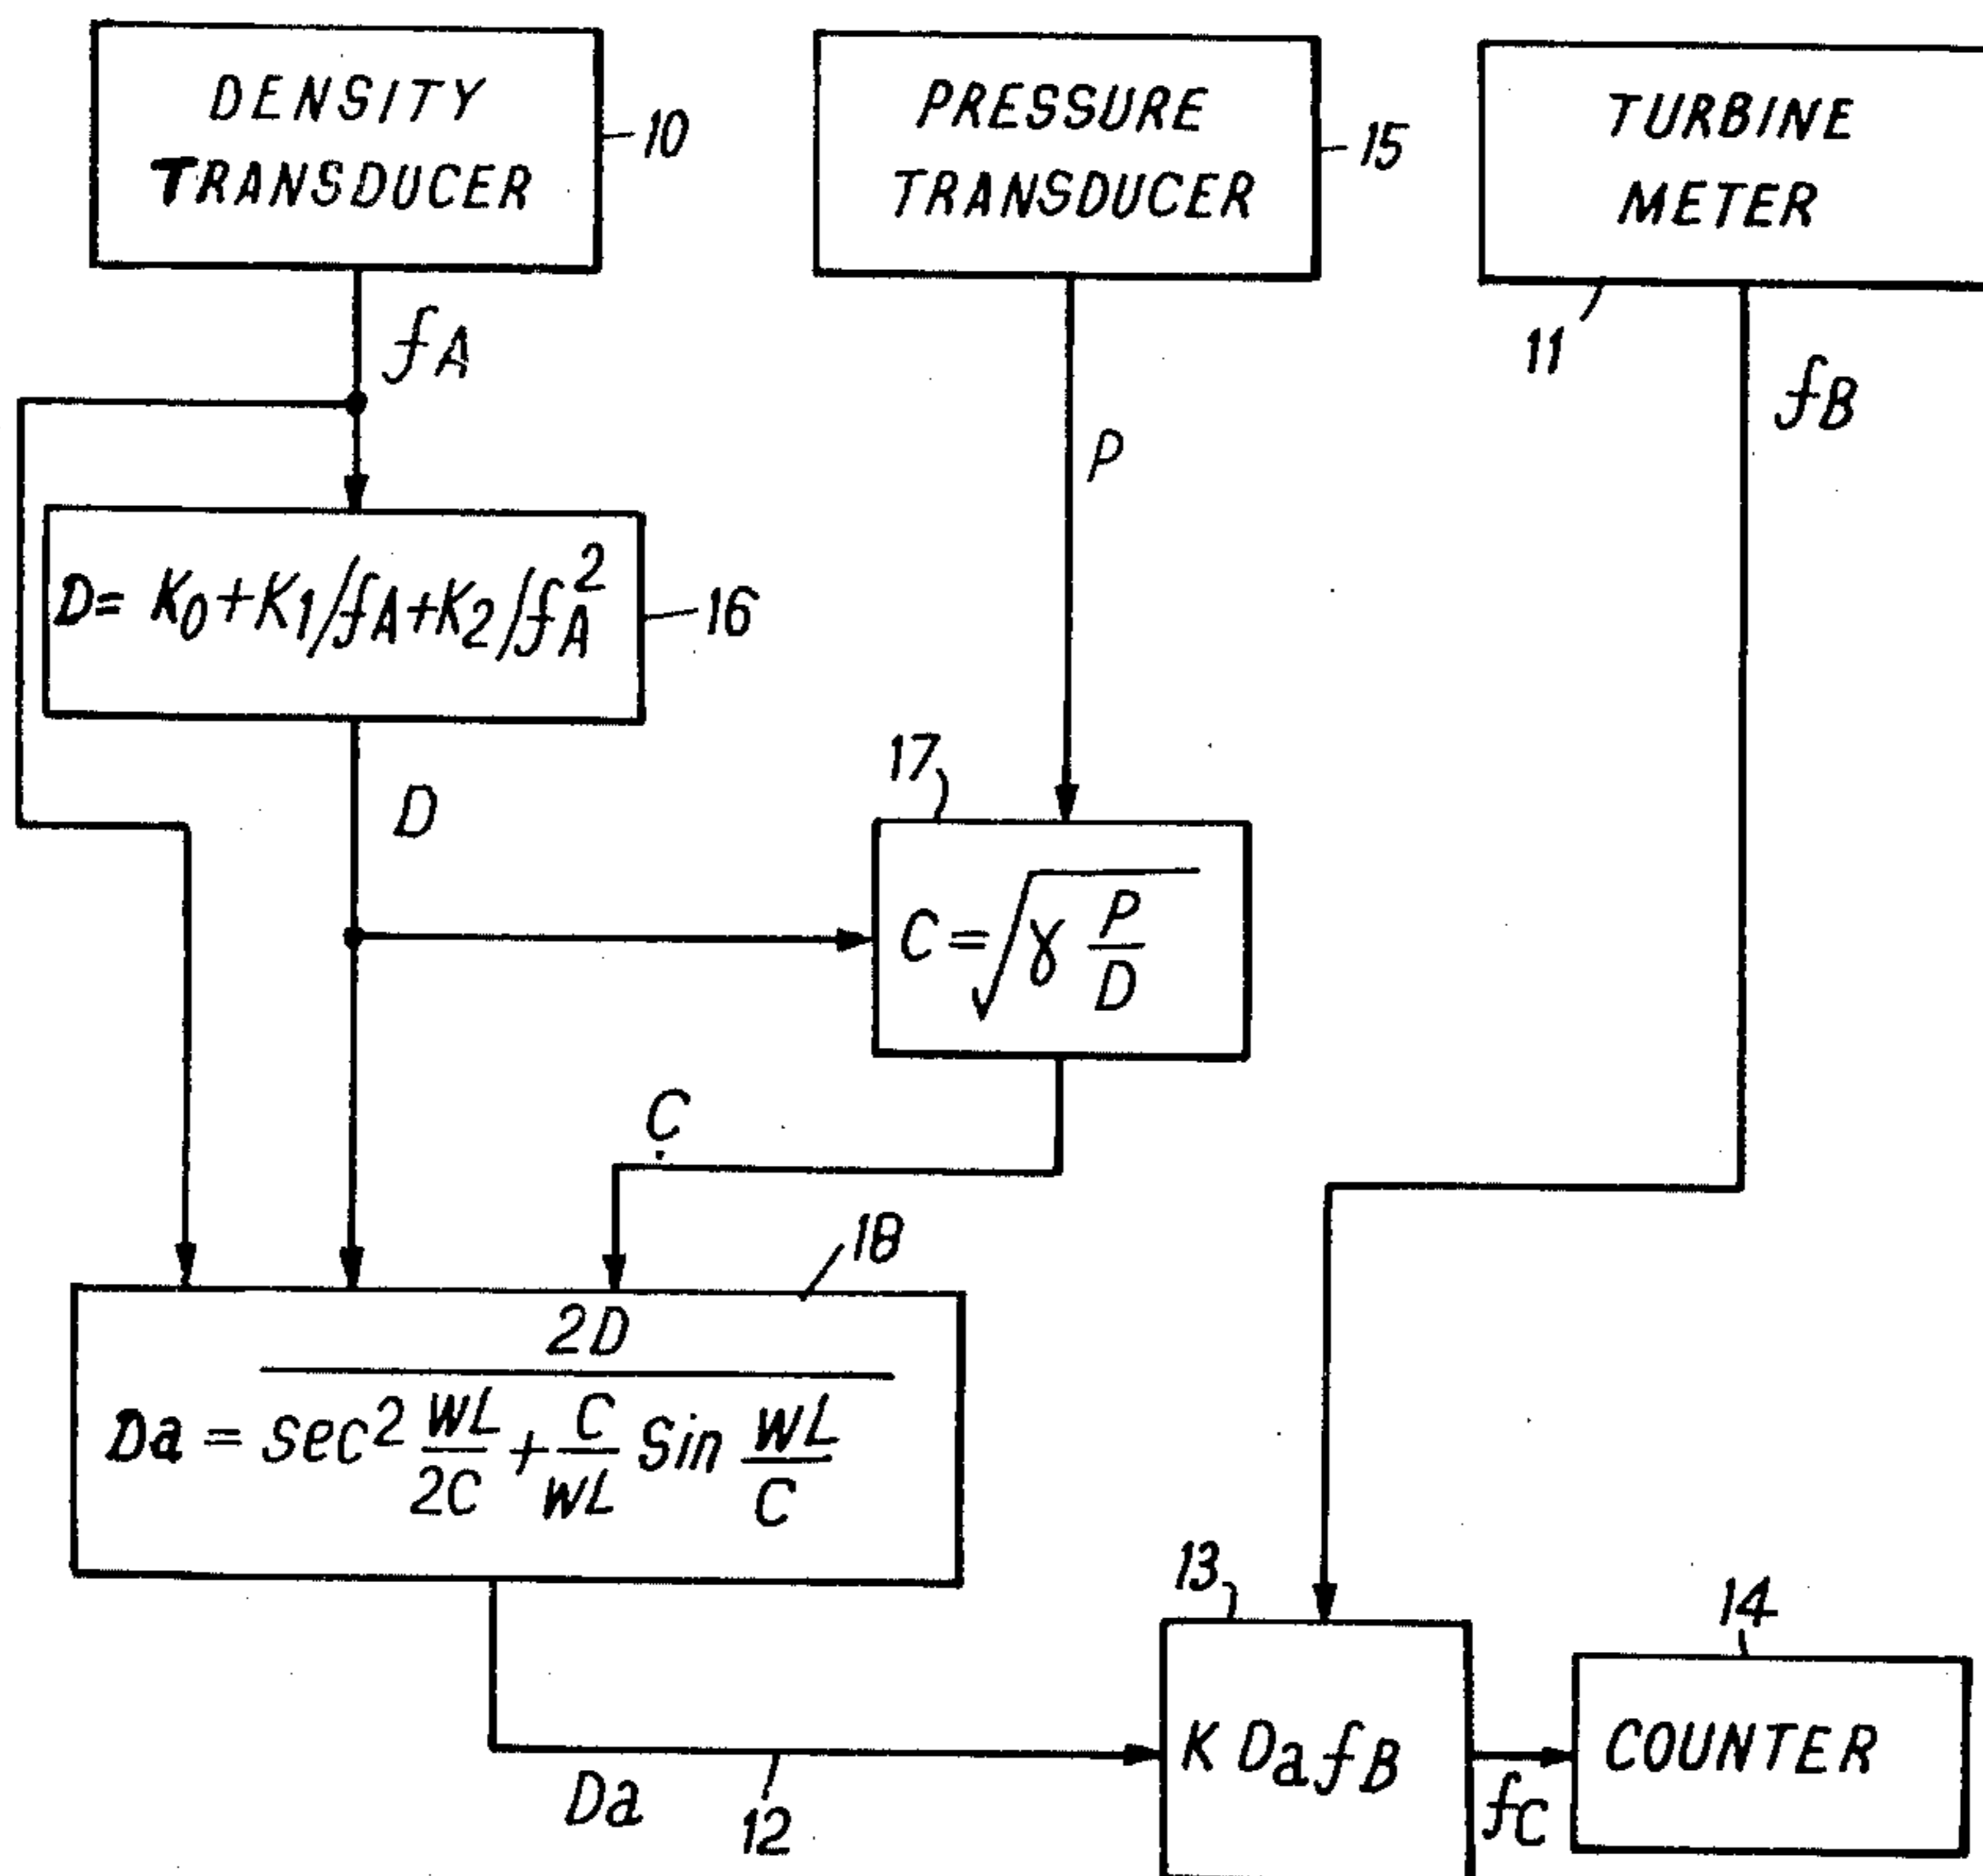 DENSITY
TRANSDUCER
10
PRESSURE
TRANSDUCER
15
TURBINE
METER
11
fA
fB
P
D= K0+K1/fA+K2/fA²
16
D
17
C=√γ P/D
C
18
2D
Da = sec² WL/2C + C/WL Sin WL/C
Da
12
13
K Da fB
fC
14
COUNTER